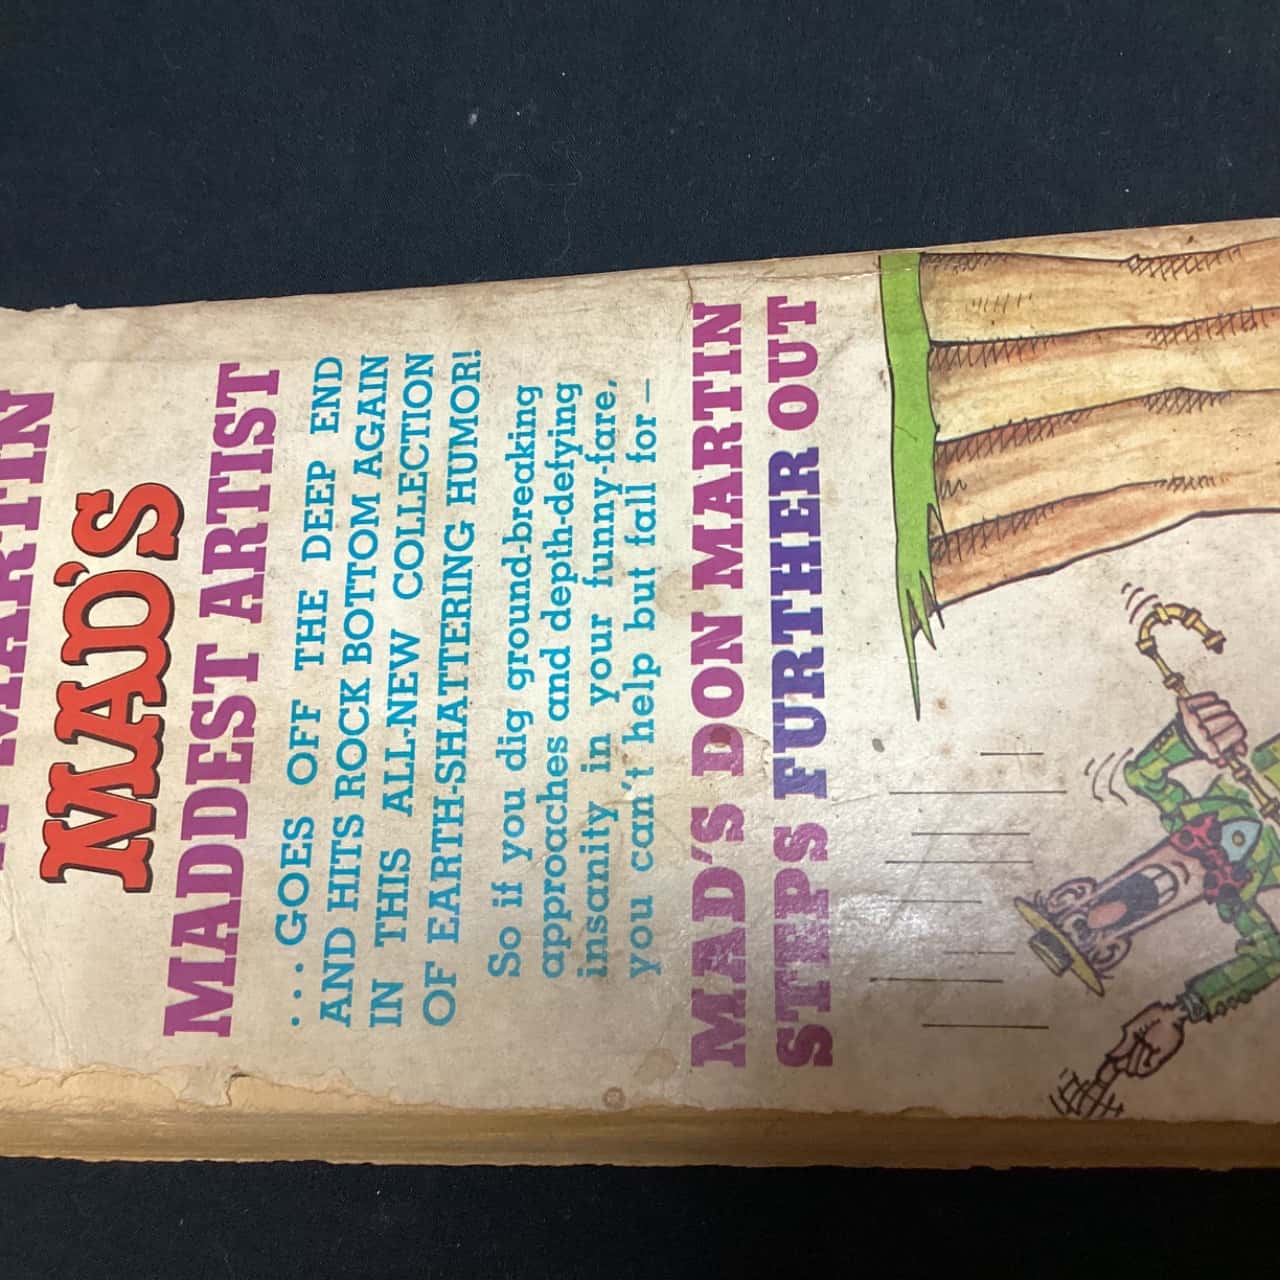 MARTIN
MAD'S
MADDEST ARTIST
...GOES OFF THE DEEP END
AND HITS ROCK BOTTOM AGAIN
IN THIS ALL-NEW COLLECTION
OF EARTH-SHATTERING HUMOR!
So if you dig ground-breaking
approaches and depth-defying
insanity in your funny-fare,
you can't help but fall for —
MAD'S DON MARTIN
STEPS FURTHER OUT